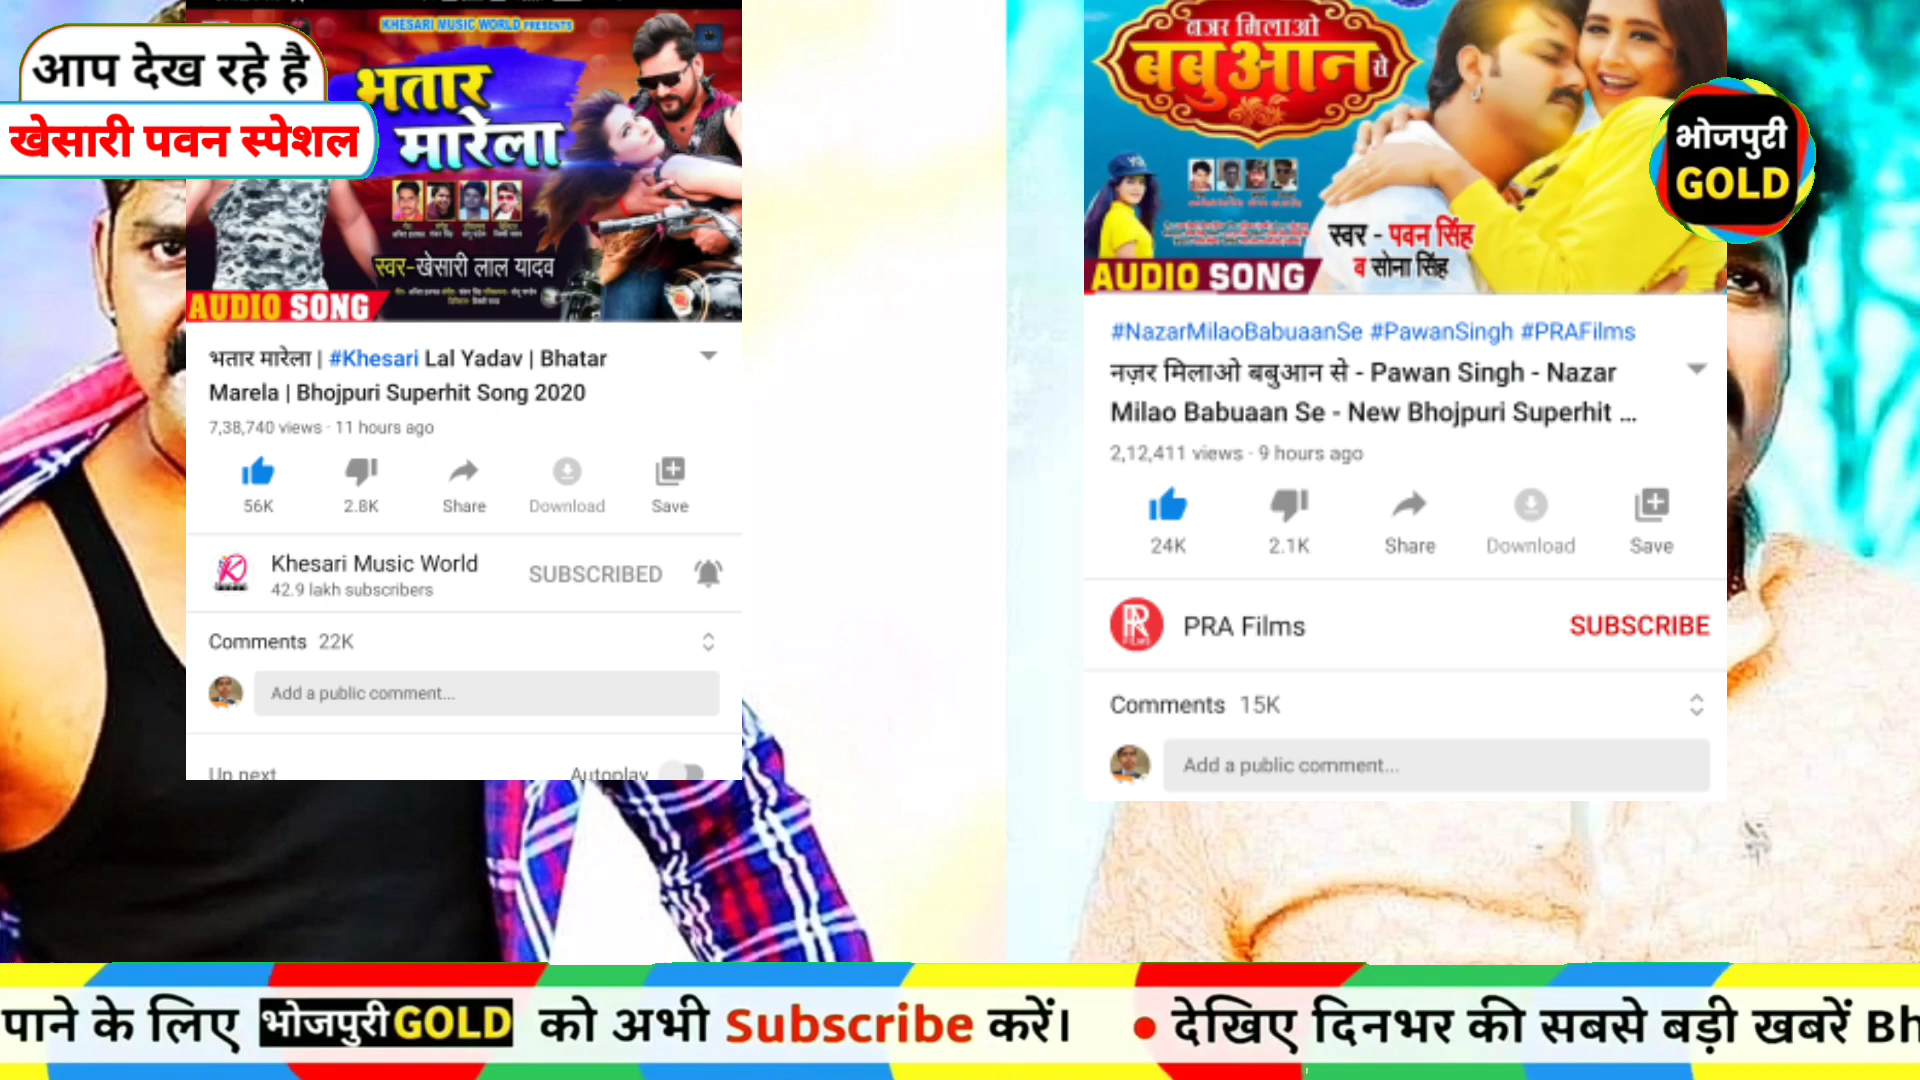 आप देख रहे है
खेसारी पवन स्पेशल
KHESARI MUSIC WORLD PRESENTS
भतार
मारेला
स्वर-खेसारी लाल यादव
AUDIO SONG
भतार मारेला | #Khesari Lal Yadav | Bhatar
Marela | Bhojpuri Superhit Song 2020
7,38,740 views · 11 hours ago
56K 2.8K Share Download Save
Khesari Music World
42.9 lakh subscribers
SUBSCRIBED
Comments 22K
Add a public comment...
Up next Autoplay
नजर मिलाओ
बबुआन से
स्वर - पवन सिंह
व सोना सिंह
AUDIO SONG
भोजपुरी
GOLD
#NazarMilaoBabuaanSe #PawanSingh #PRAFilms
नज़र मिलाओ बबुआन से - Pawan Singh - Nazar
Milao Babuaan Se - New Bhojpuri Superhit ...
2,12,411 views · 9 hours ago
24K 2.1K Share Download Save
PRA Films SUBSCRIBE
Comments 15K
Add a public comment...
पाने के लिए भोजपुरी GOLD को अभी Subscribe करें। • देखिए दिनभर की सबसे बड़ी खबरें Bh